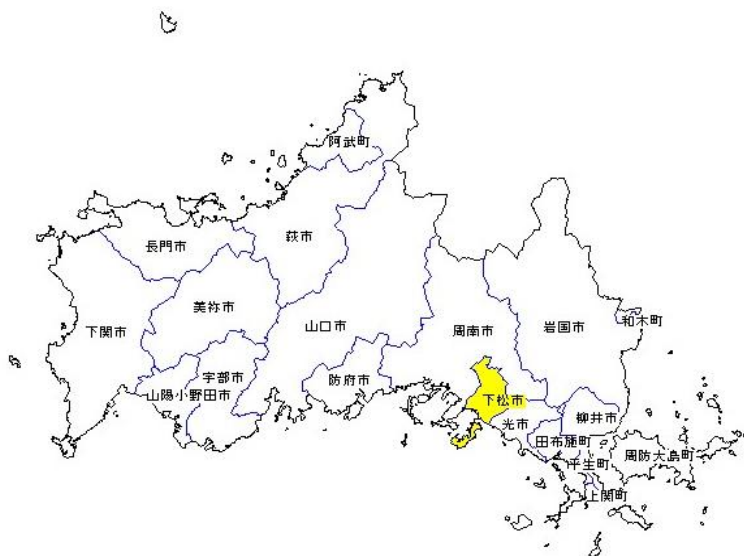 阿武町
萩市
長門市
美祢市
下関市
山口市
周南市
岩国市
和木町
宇部市
山陽小野田市
防府市
下松市
光市
柳井市
田布施町
平生町
周防大島町
上関町